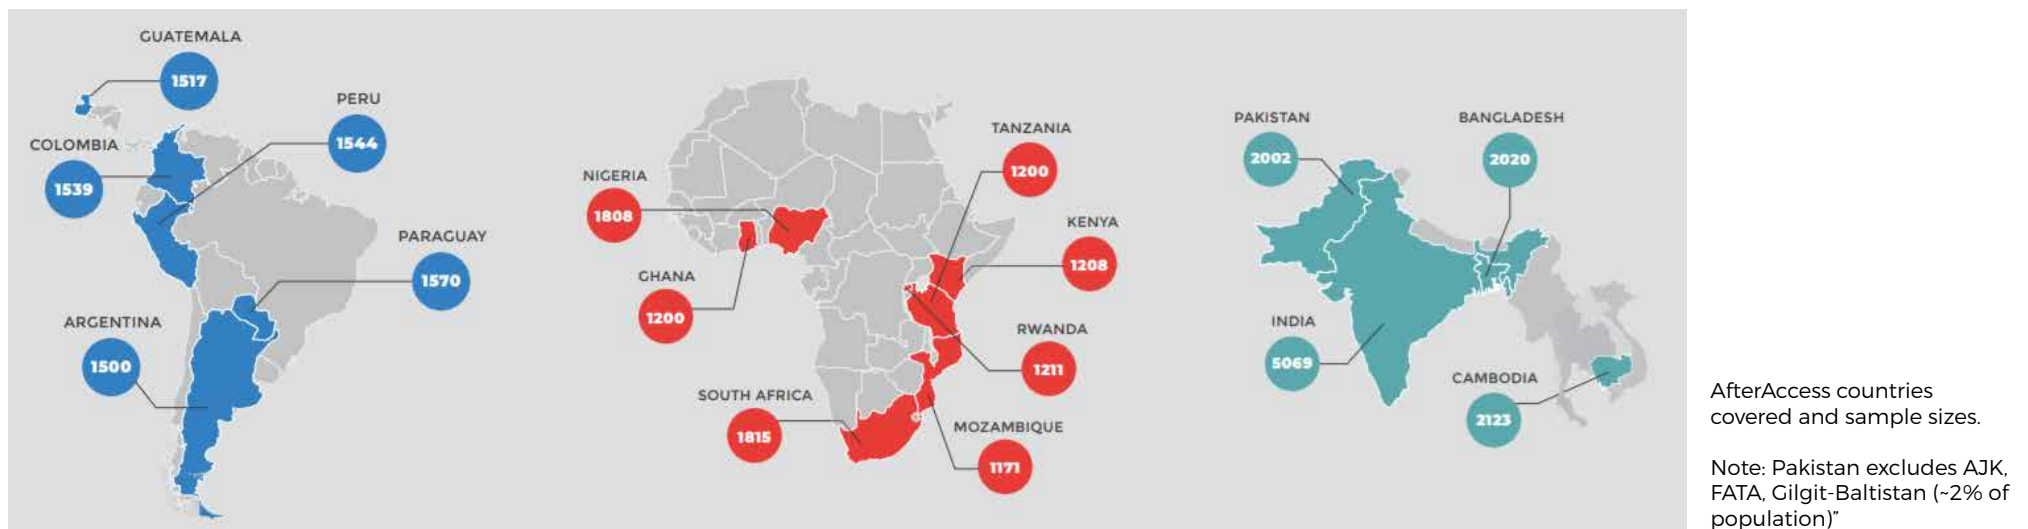 GUATEMALA
1517
PERU
1544
COLOMBIA
1539
PARAGUAY
1570
ARGENTINA
1500
TANZANIA
1200
NIGERIA
1808
KENYA
1208
GHANA
1200
RWANDA
1211
SOUTH AFRICA
1815
MOZAMBIQUE
1171
PAKISTAN
2002
BANGLADESH
2020
INDIA
5069
CAMBODIA
2123
AfterAccess countries
covered and sample sizes.
Note: Pakistan excludes AJK,
FATA, Gilgit-Baltistan (~2% of
population)”